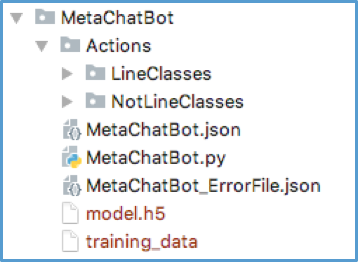 MetaChatBot
Actions
LineClasses
NotLineClasses
MetaChatBot.json
MetaChatBot.py
MetaChatBot_ErrorFile.json
model.h5
training_data